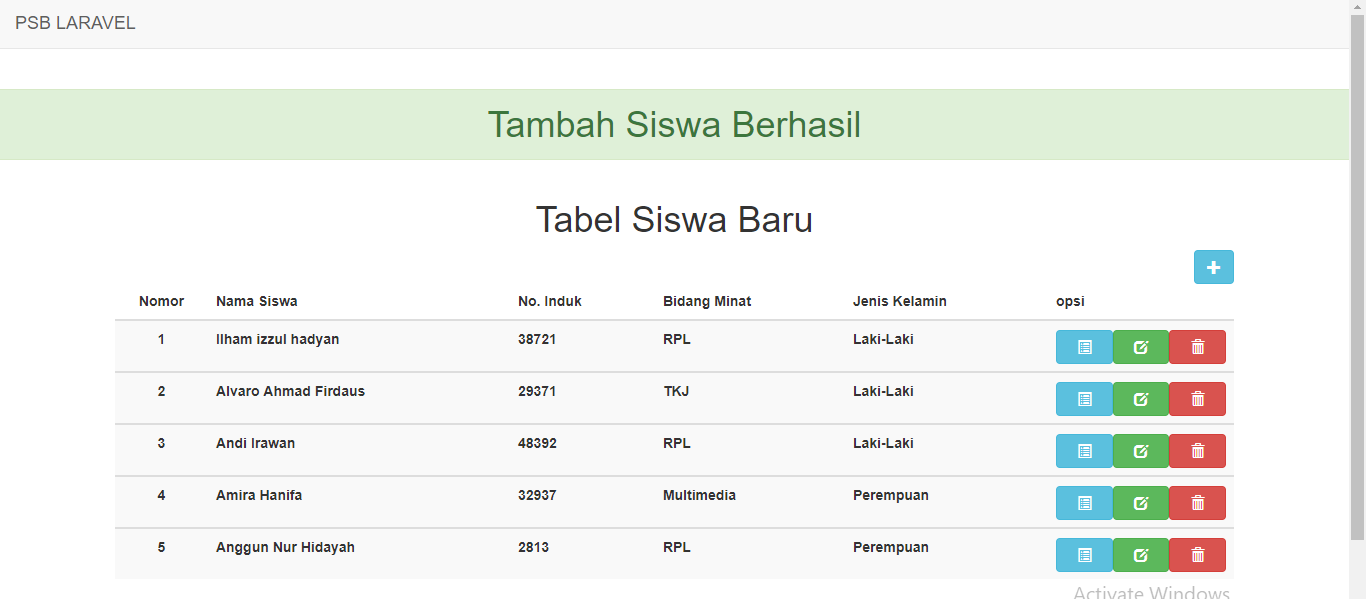 PSB LARAVEL
Tambah Siswa Berhasil
Tabel Siswa Baru
Nomor Nama Siswa No. Induk Bidang Minat Jenis Kelamin opsi
1 Ilham izzul hadyan 38721 RPL Laki-Laki
2 Alvaro Ahmad Firdaus 29371 TKJ Laki-Laki
3 Andi Irawan 48392 RPL Laki-Laki
4 Amira Hanifa 32937 Multimedia Perempuan
5 Anggun Nur Hidayah 2813 RPL Perempuan
Activate Windows